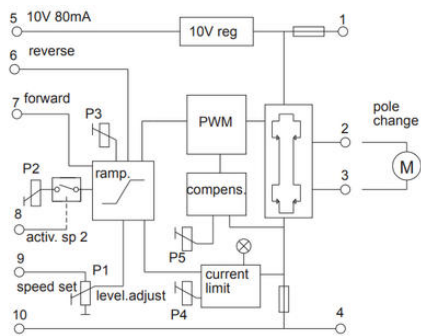 5 10V 80mA
10V reg
1
6 reverse
7 forward
P3
PWM
pole
change
2
P2
ramp.
M
compens.
3
8
activ. sp 2
P5
9
P1
speed set
level.adjust
P4
current
limit
10
4